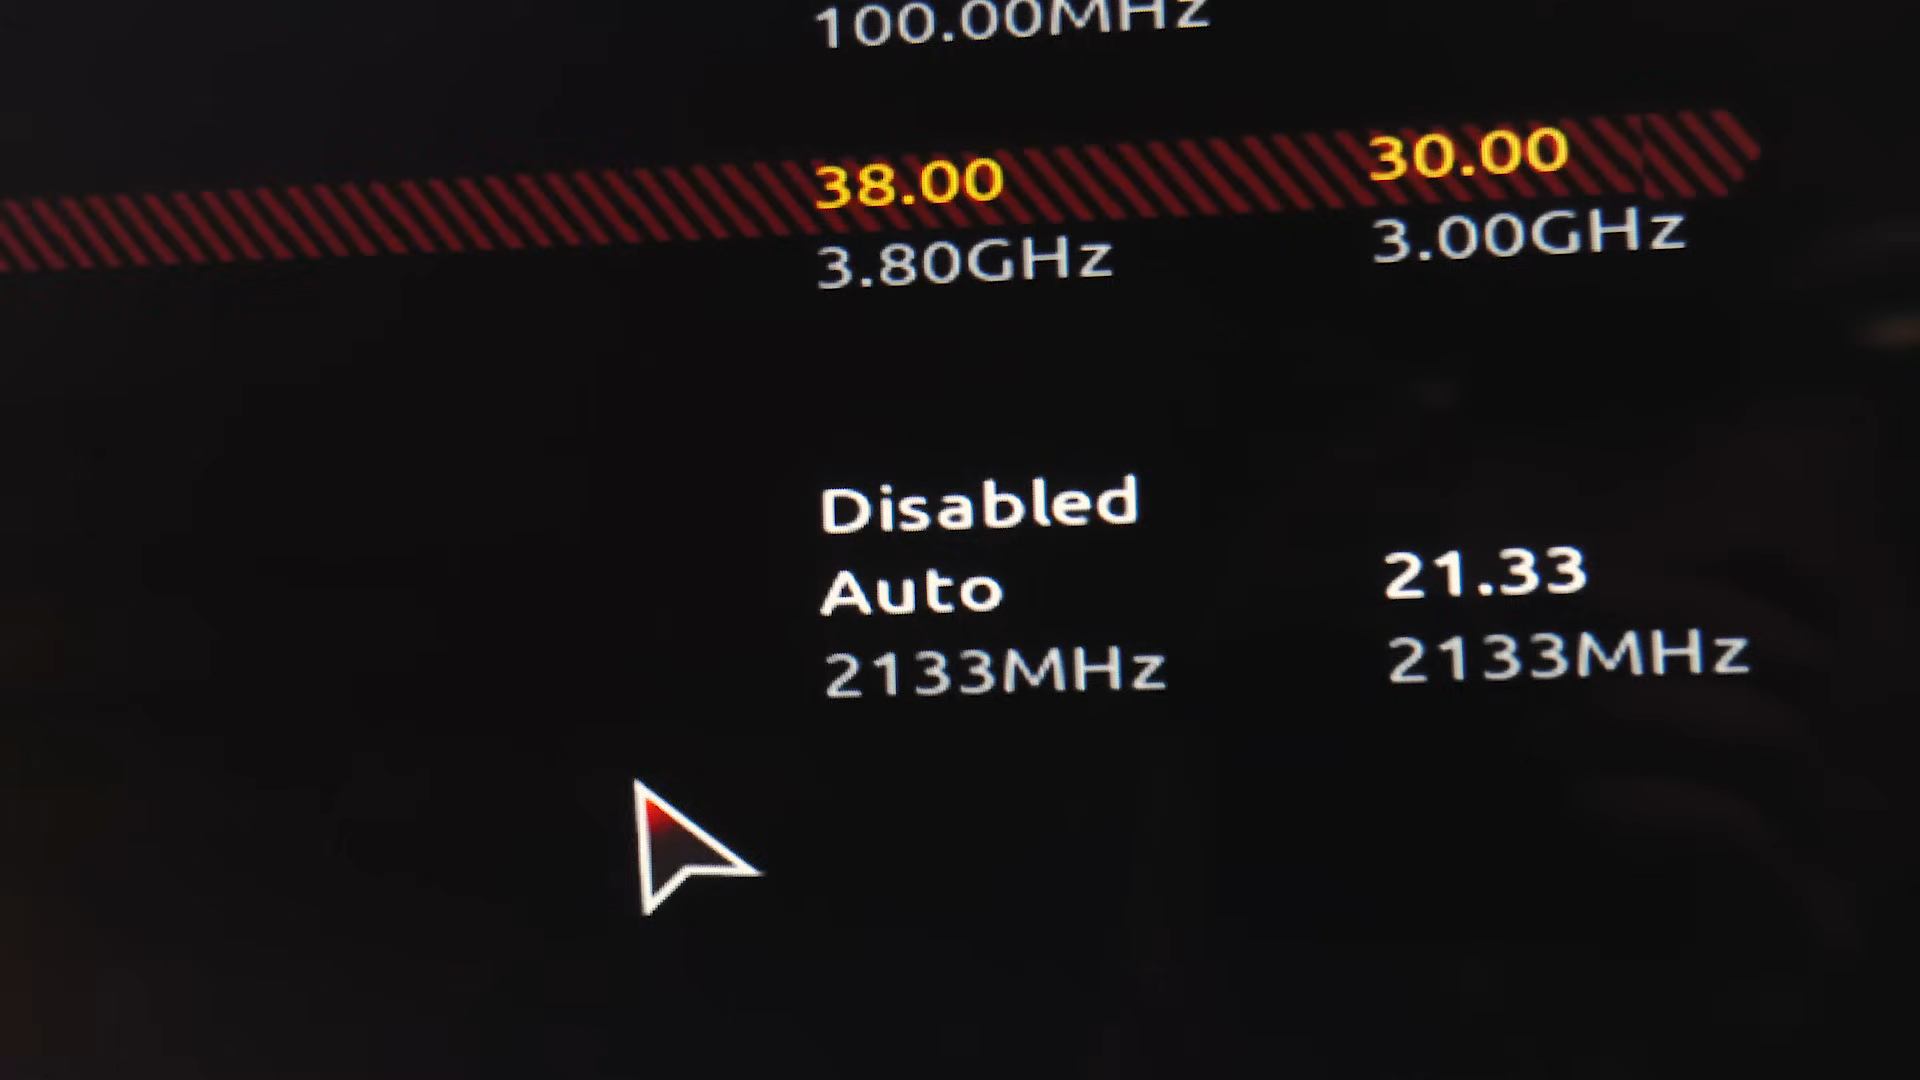 100.00MHz
38.00 30.00
3.80GHz 3.00GHz
Disabled
Auto 21.33
2133MHz 2133MHz